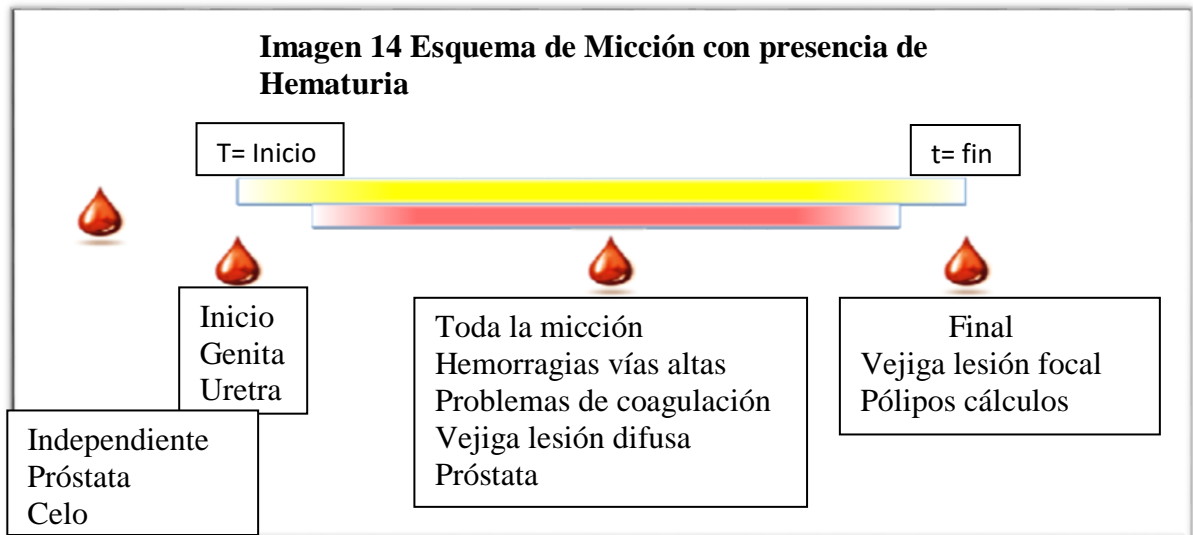 Imagen 14 Esquema de Micción con presencia de
Hematuria
T= Inicio
t= fin
Inicio
Genita
Uretra
Toda la micción
Hemorragias vías altas
Problemas de coagulación
Vejiga lesión difusa
Próstata
Final
Vejiga lesión focal
Pólipos cálculos
Independiente
Próstata
Celo